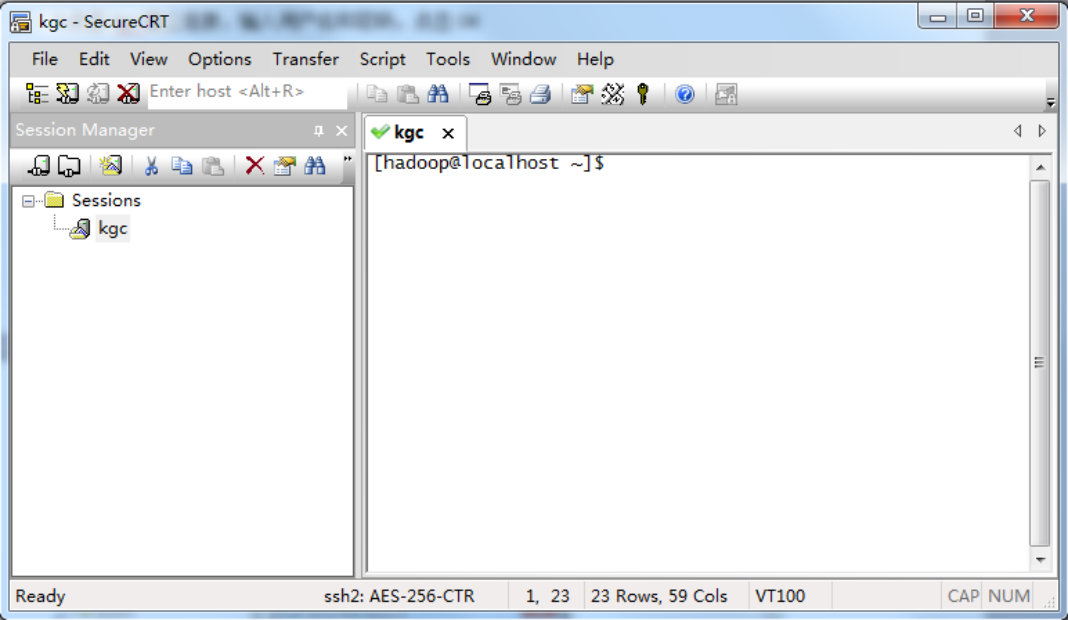 kgc - SecureCRT
File Edit View Options Transfer Script Tools Window Help
Enter host <Alt+R>
Session Manager
kgc
[hadoop@localhost ~]$
Sessions
kgc
Ready ssh2: AES-256-CTR 1, 23 23 Rows, 59 Cols VT100 CAP NUM